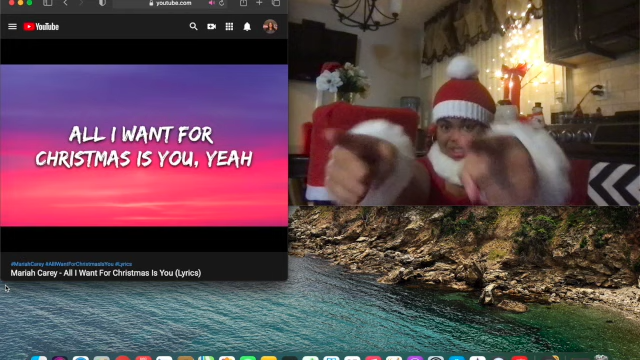 youtube.com
YouTube
ALL I WANT FOR
CHRISTMAS IS YOU, YEAH
#MariahCarey #AllIWantForChristmasIsYou #Lyrics
Mariah Carey - All I Want For Christmas Is You (Lyrics)